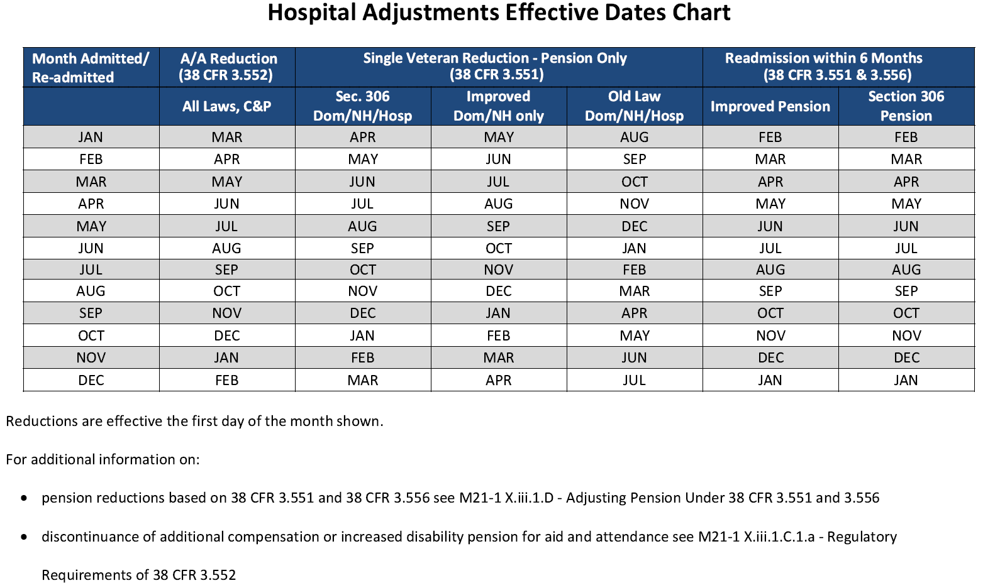 Hospital Adjustments Effective Dates Chart
Month Admitted/ Re-admitted | A/A Reduction (38 CFR 3.552) | Single Veteran Reduction - Pension Only (38 CFR 3.551) | Readmission within 6 Months (38 CFR 3.551 & 3.556)
All Laws, C&P | Sec. 306 Dom/NH/Hosp | Improved Dom/NH only | Old Law Dom/NH/Hosp | Improved Pension | Section 306 Pension
JAN | MAR | APR | MAY | AUG | FEB | FEB
FEB | APR | MAY | JUN | SEP | MAR | MAR
MAR | MAY | JUN | JUL | OCT | APR | APR
APR | JUN | JUL | AUG | NOV | MAY | MAY
MAY | JUL | AUG | SEP | DEC | JUN | JUN
JUN | AUG | SEP | OCT | JAN | JUL | JUL
JUL | SEP | OCT | NOV | FEB | AUG | AUG
AUG | OCT | NOV | DEC | MAR | SEP | SEP
SEP | NOV | DEC | JAN | APR | OCT | OCT
OCT | DEC | JAN | FEB | MAY | NOV | NOV
NOV | JAN | FEB | MAR | JUN | DEC | DEC
DEC | FEB | MAR | APR | JUL | JAN | JAN
Reductions are effective the first day of the month shown.
For additional information on:
• pension reductions based on 38 CFR 3.551 and 38 CFR 3.556 see M21-1 X.iii.1.D - Adjusting Pension Under 38 CFR 3.551 and 3.556
• discontinuance of additional compensation or increased disability pension for aid and attendance see M21-1 X.iii.1.C.1.a - Regulatory
Requirements of 38 CFR 3.552